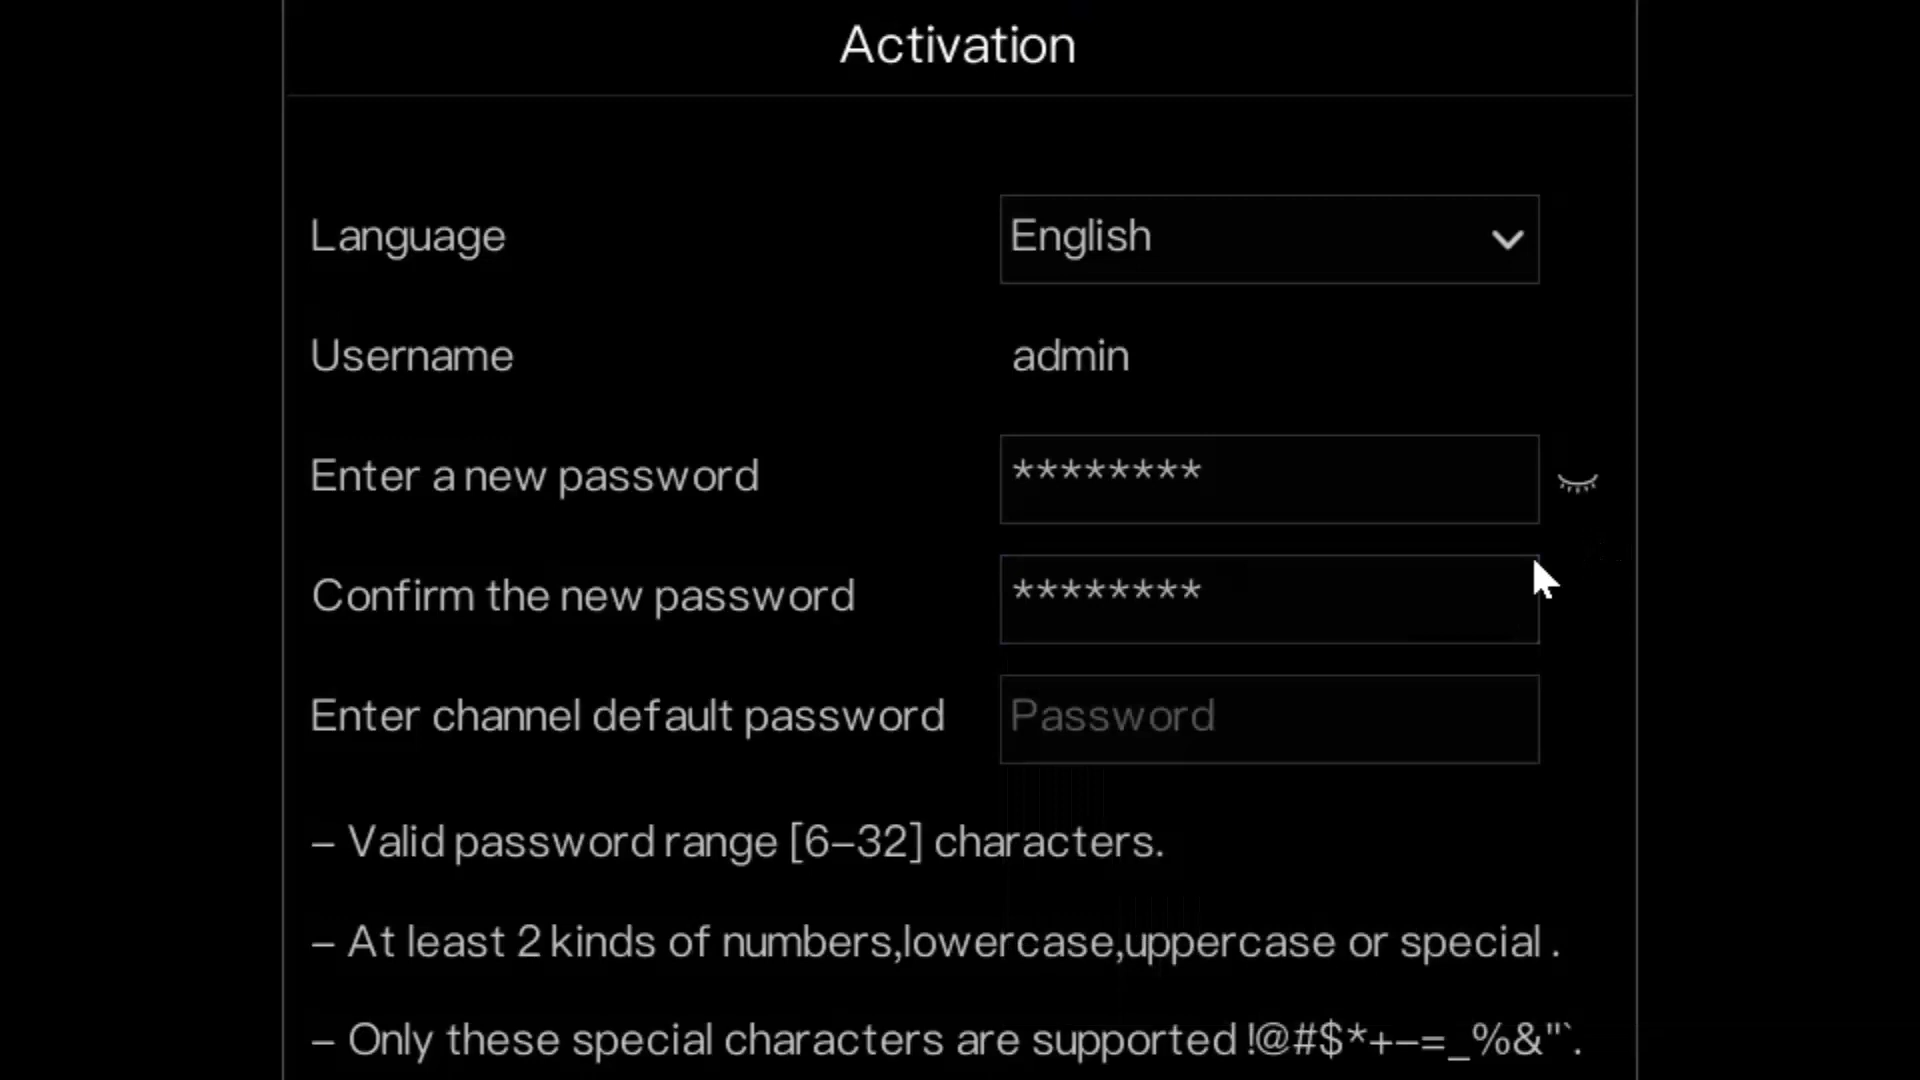 Activation
Language English
Username admin
Enter a new password ********
Confirm the new password ********
Enter channel default password Password
– Valid password range [6–32] characters.
– At least 2 kinds of numbers,lowercase,uppercase or special .
– Only these special characters are supported !@#$*+–=_%&"`.